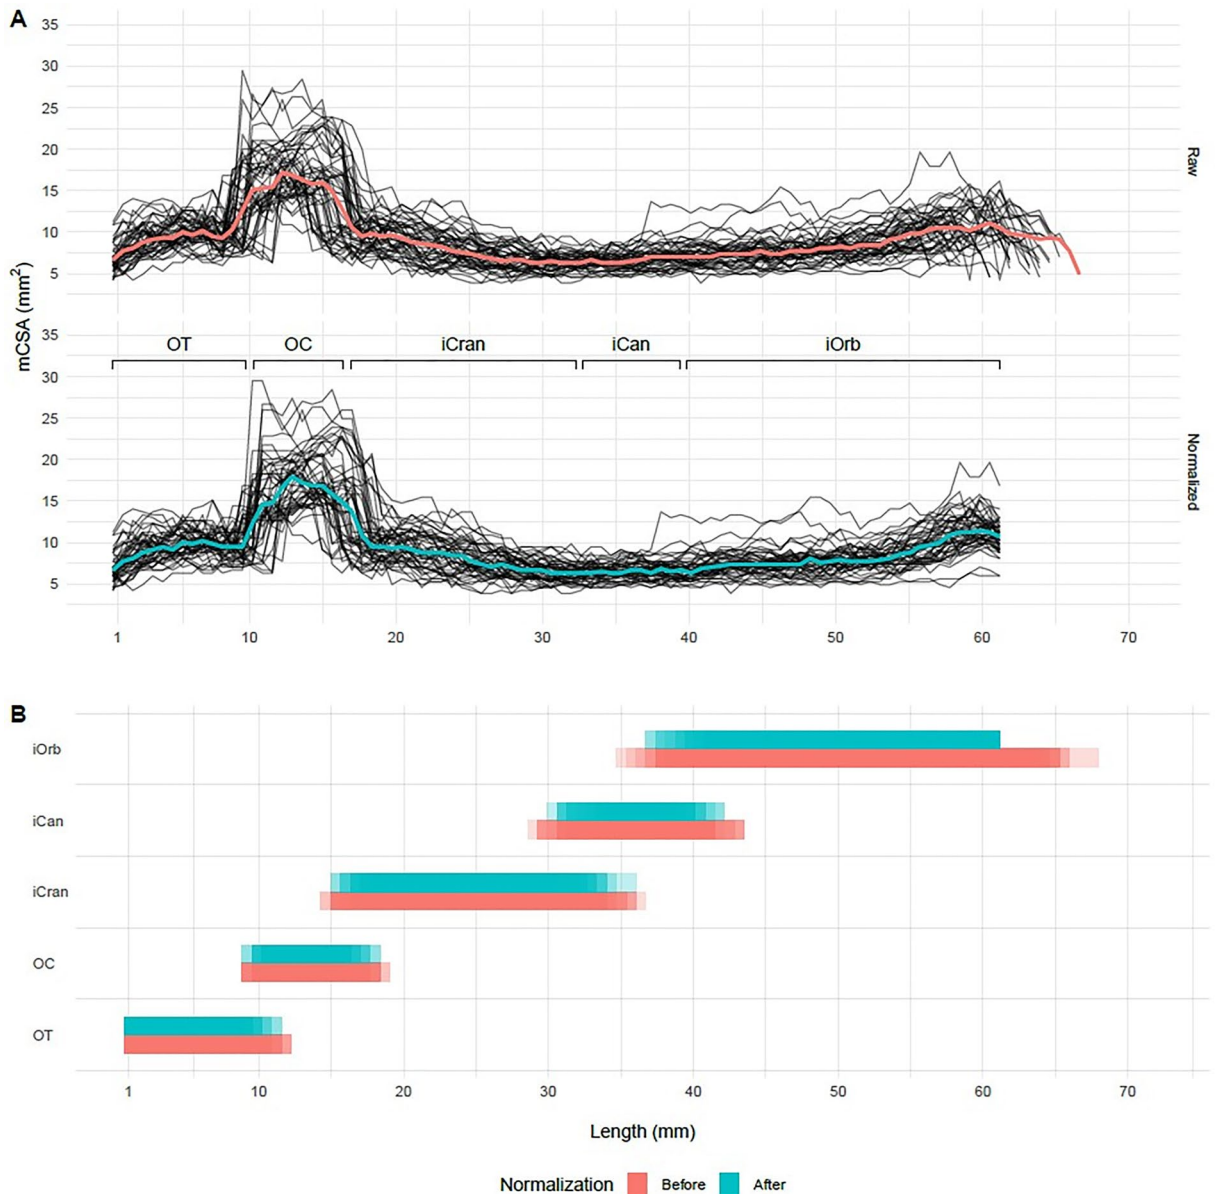 A
35
30
25
20
15
10
5
Raw
mCSA (mm²)
35
30
25
20
15
10
5
OT OC iCran iCan iOrb
Normalized
1 10 20 30 40 50 60 70
B
iOrb
iCan
iCran
OC
OT
1 10 20 30 40 50 60 70
Length (mm)
Normalization Before After